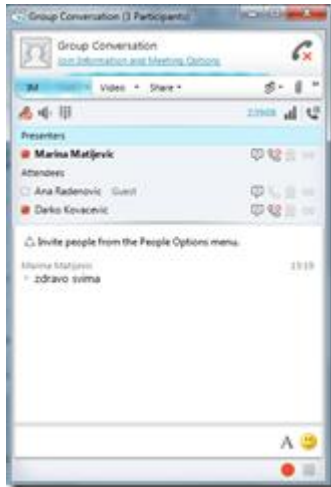 Group Conversation (3 Participants)
Group Conversation
Join Information and Meeting Options
IM Video Share
Presenters
Marina Matijevic
Attendees
Ana Radenovic Guest
Darko Kovacevic
Invite people from the People Options menu.
Marina Matijevic 19:19
zdravo svima
A